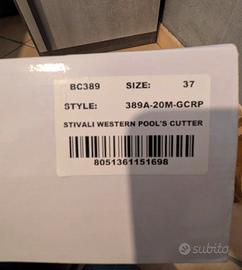 BC389 SIZE: 37
STYLE: 389A-20M-GCRP
STIVALI WESTERN POOL'S CUTTER
8051361151698
subito